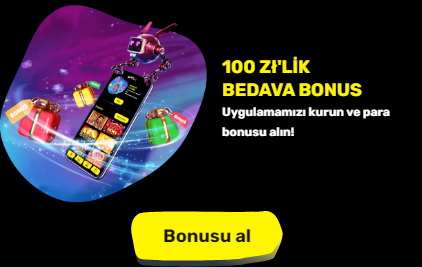 100 Zł'LİK
BEDAVA BONUS
Uygulamamızı kurun ve para
bonusu alın!
Bonusu al